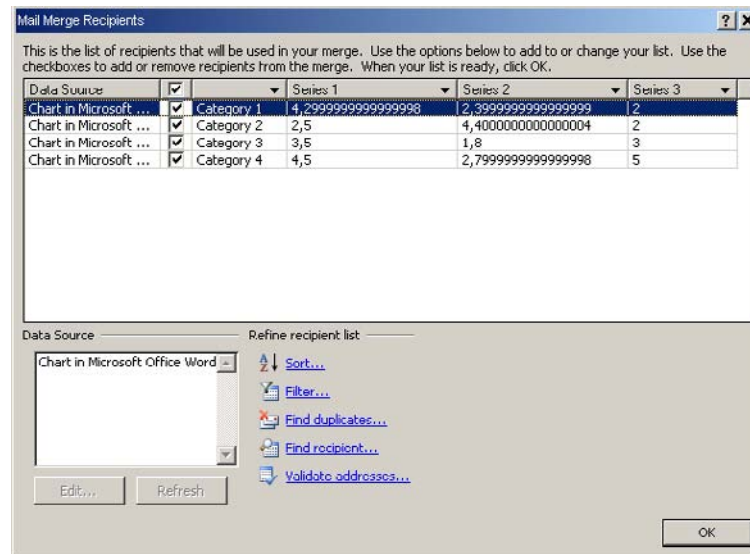 Mail Merge Recipients
This is the list of recipients that will be used in your merge. Use the options below to add to or change your list. Use the
checkboxes to add or remove recipients from the merge. When your list is ready, click OK.
Data Source Series 1 Series 2 Series 3
Chart in Microsoft ... Category 1 4,2999999999999998 2,3999999999999999 2
Chart in Microsoft ... Category 2 2,5 4,4000000000000004 2
Chart in Microsoft ... Category 3 3,5 1,8 3
Chart in Microsoft ... Category 4 4,5 2,7999999999999998 5
Data Source Refine recipient list
Chart in Microsoft Office Word
Sort...
Filter...
Find duplicates...
Find recipient...
Validate addresses...
Edit... Refresh
OK